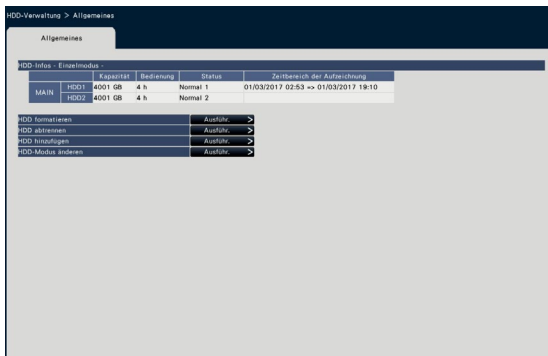 HDD-Verwaltung > Allgemeines
Allgemeines
HDD-Infos - Einzelmodus -
Kapazität Bedienung Status Zeitbereich der Aufzeichnung
MAIN HDD1 4001 GB 4 h Normal 1 01/03/2017 02:53 => 01/03/2017 19:10
HDD2 4001 GB 4 h Normal 2
HDD formatieren Ausführ. >
HDD abtrennen Ausführ. >
HDD hinzufügen Ausführ. >
HDD-Modus änderen Ausführ. >